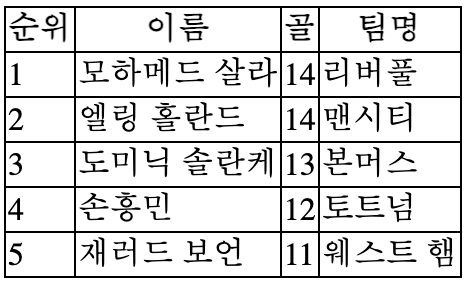 순위 이름 골 팀명
1 모하메드 살라 14 리버풀
2 엘링 홀란드 14 맨시티
3 도미닉 솔란케 13 본머스
4 손흥민 12 토트넘
5 재러드 보언 11 웨스트 햄